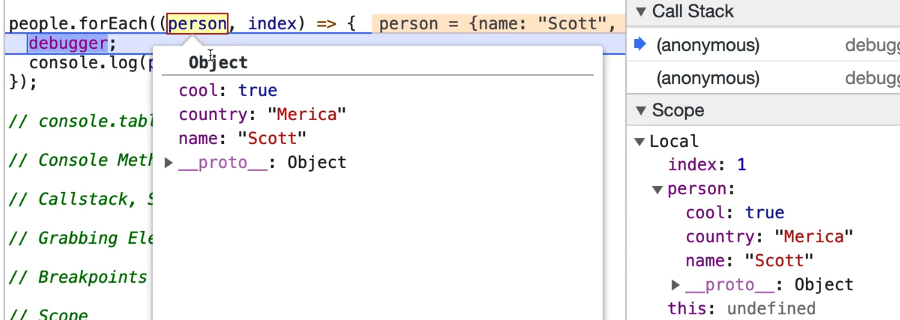 people.forEach((person, index) => {   person = {name: "Scott",
debugger;
console.log(
});
// console.tabl
// Console Meth
// Callstack, S
// Grabbing Ele
// Breakpoints
// Scope
Object
cool: true
country: "Merica"
name: "Scott"
▶ __proto__: Object
▼ Call Stack
(anonymous) debugg
(anonymous) debugg
▼ Scope
▼ Local
index: 1
▼ person:
cool: true
country: "Merica"
name: "Scott"
▶ __proto__: Object
this: undefined